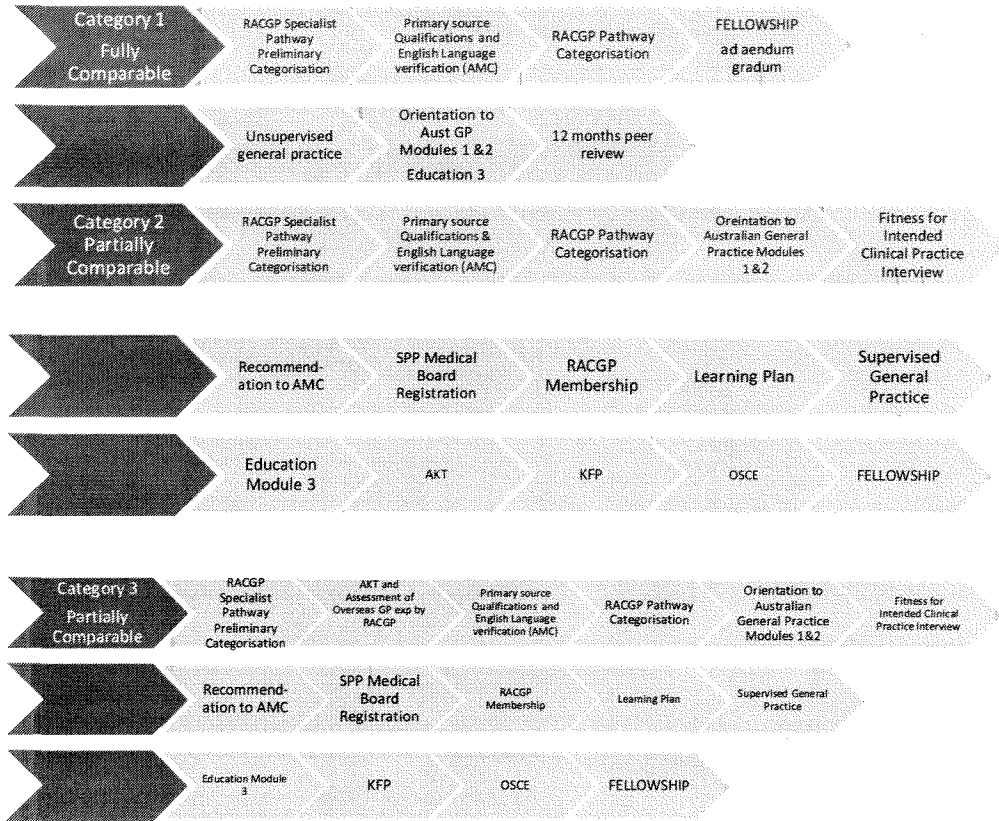 Category 1
Fully
Comparable
RACGP Specialist
Pathway
Preliminary
Categorisation
Primary source
Qualifications and
English Language
verification (AMC)
RACGP Pathway
Categorisation
FELLOWSHIP
ad aendum
gradum
Unsupervised
general practice
Orientation to
Aust GP
Modules 1 &2
Education 3
12 months peer
reivew
Category 2
Partially
Comparable
RACGP Specialist
Pathway
Preliminary
Categorisation
Primary source
Qualifications &
English Language
verification (AMC)
RACGP Pathway
Categorisation
Oreintation to
Australian General
Practice Modules
1 &2
Fitness for
Intended
Clinical Practice
Interview
Recommend-
ation to AMC
SPP Medical
Board
Registration
RACGP
Membership
Learning Plan
Supervised
General
Practice
Education
Module 3
AKT
KFP
OSCE
FELLOWSHIP
Category 3
Partially
Comparable
RACGP
Specialist
Pathway
Preliminary
Categorisation
AKT and
Assessment of
Overseas GP exp by
RACGP
Primary source
Qualifications and
English Language
verification (AMC)
RACGP Pathway
Categorisation
Orientation to
Australian
General Practice
Modules 1&2
Fitness for
Intended Clinical
Practice Interview
Recommend-
ation to AMC
SPP Medical
Board
Registration
RACGP
Membership
Learning Plan
Supervised General
Practice
Education Module
3
KFP
OSCE
FELLOWSHIP